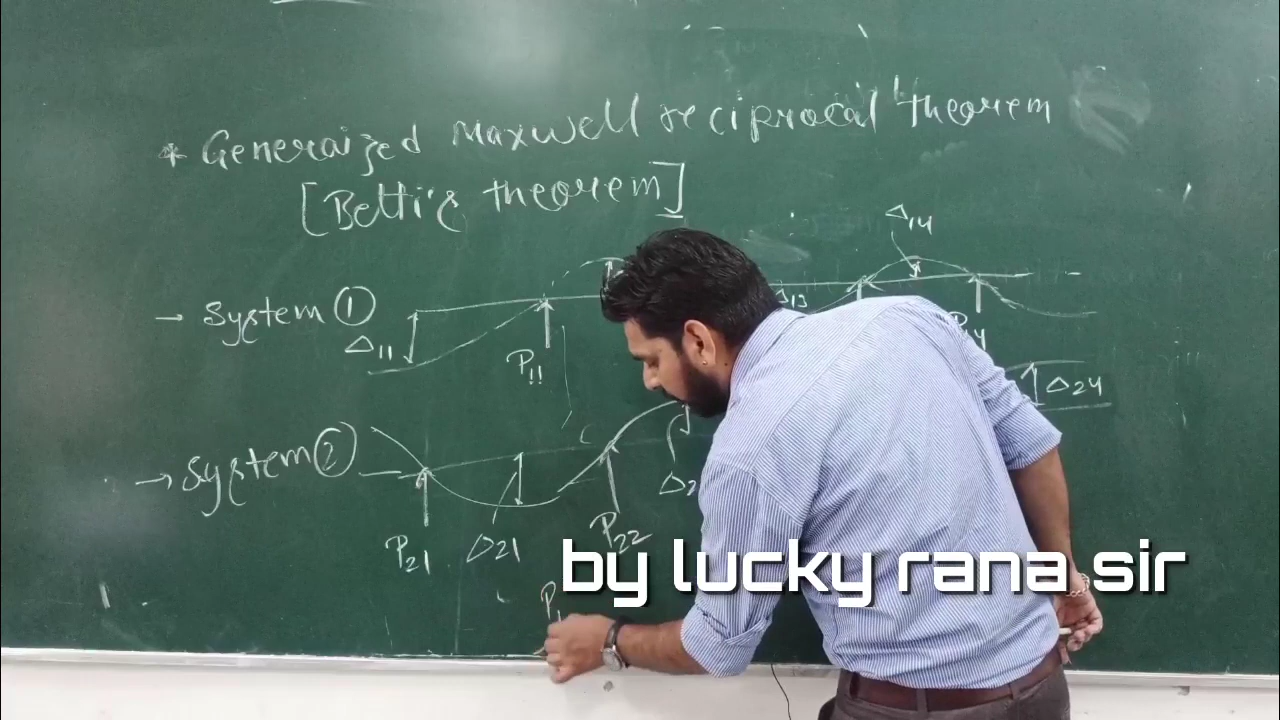 * Generaized Maxwell reciprocal theorem
[Betti's theorem]
Δ14
→ System ①
Δ11
P11
Δ13
Δ24
→ System ②
P21
Δ21
P22
by lucky rana sir